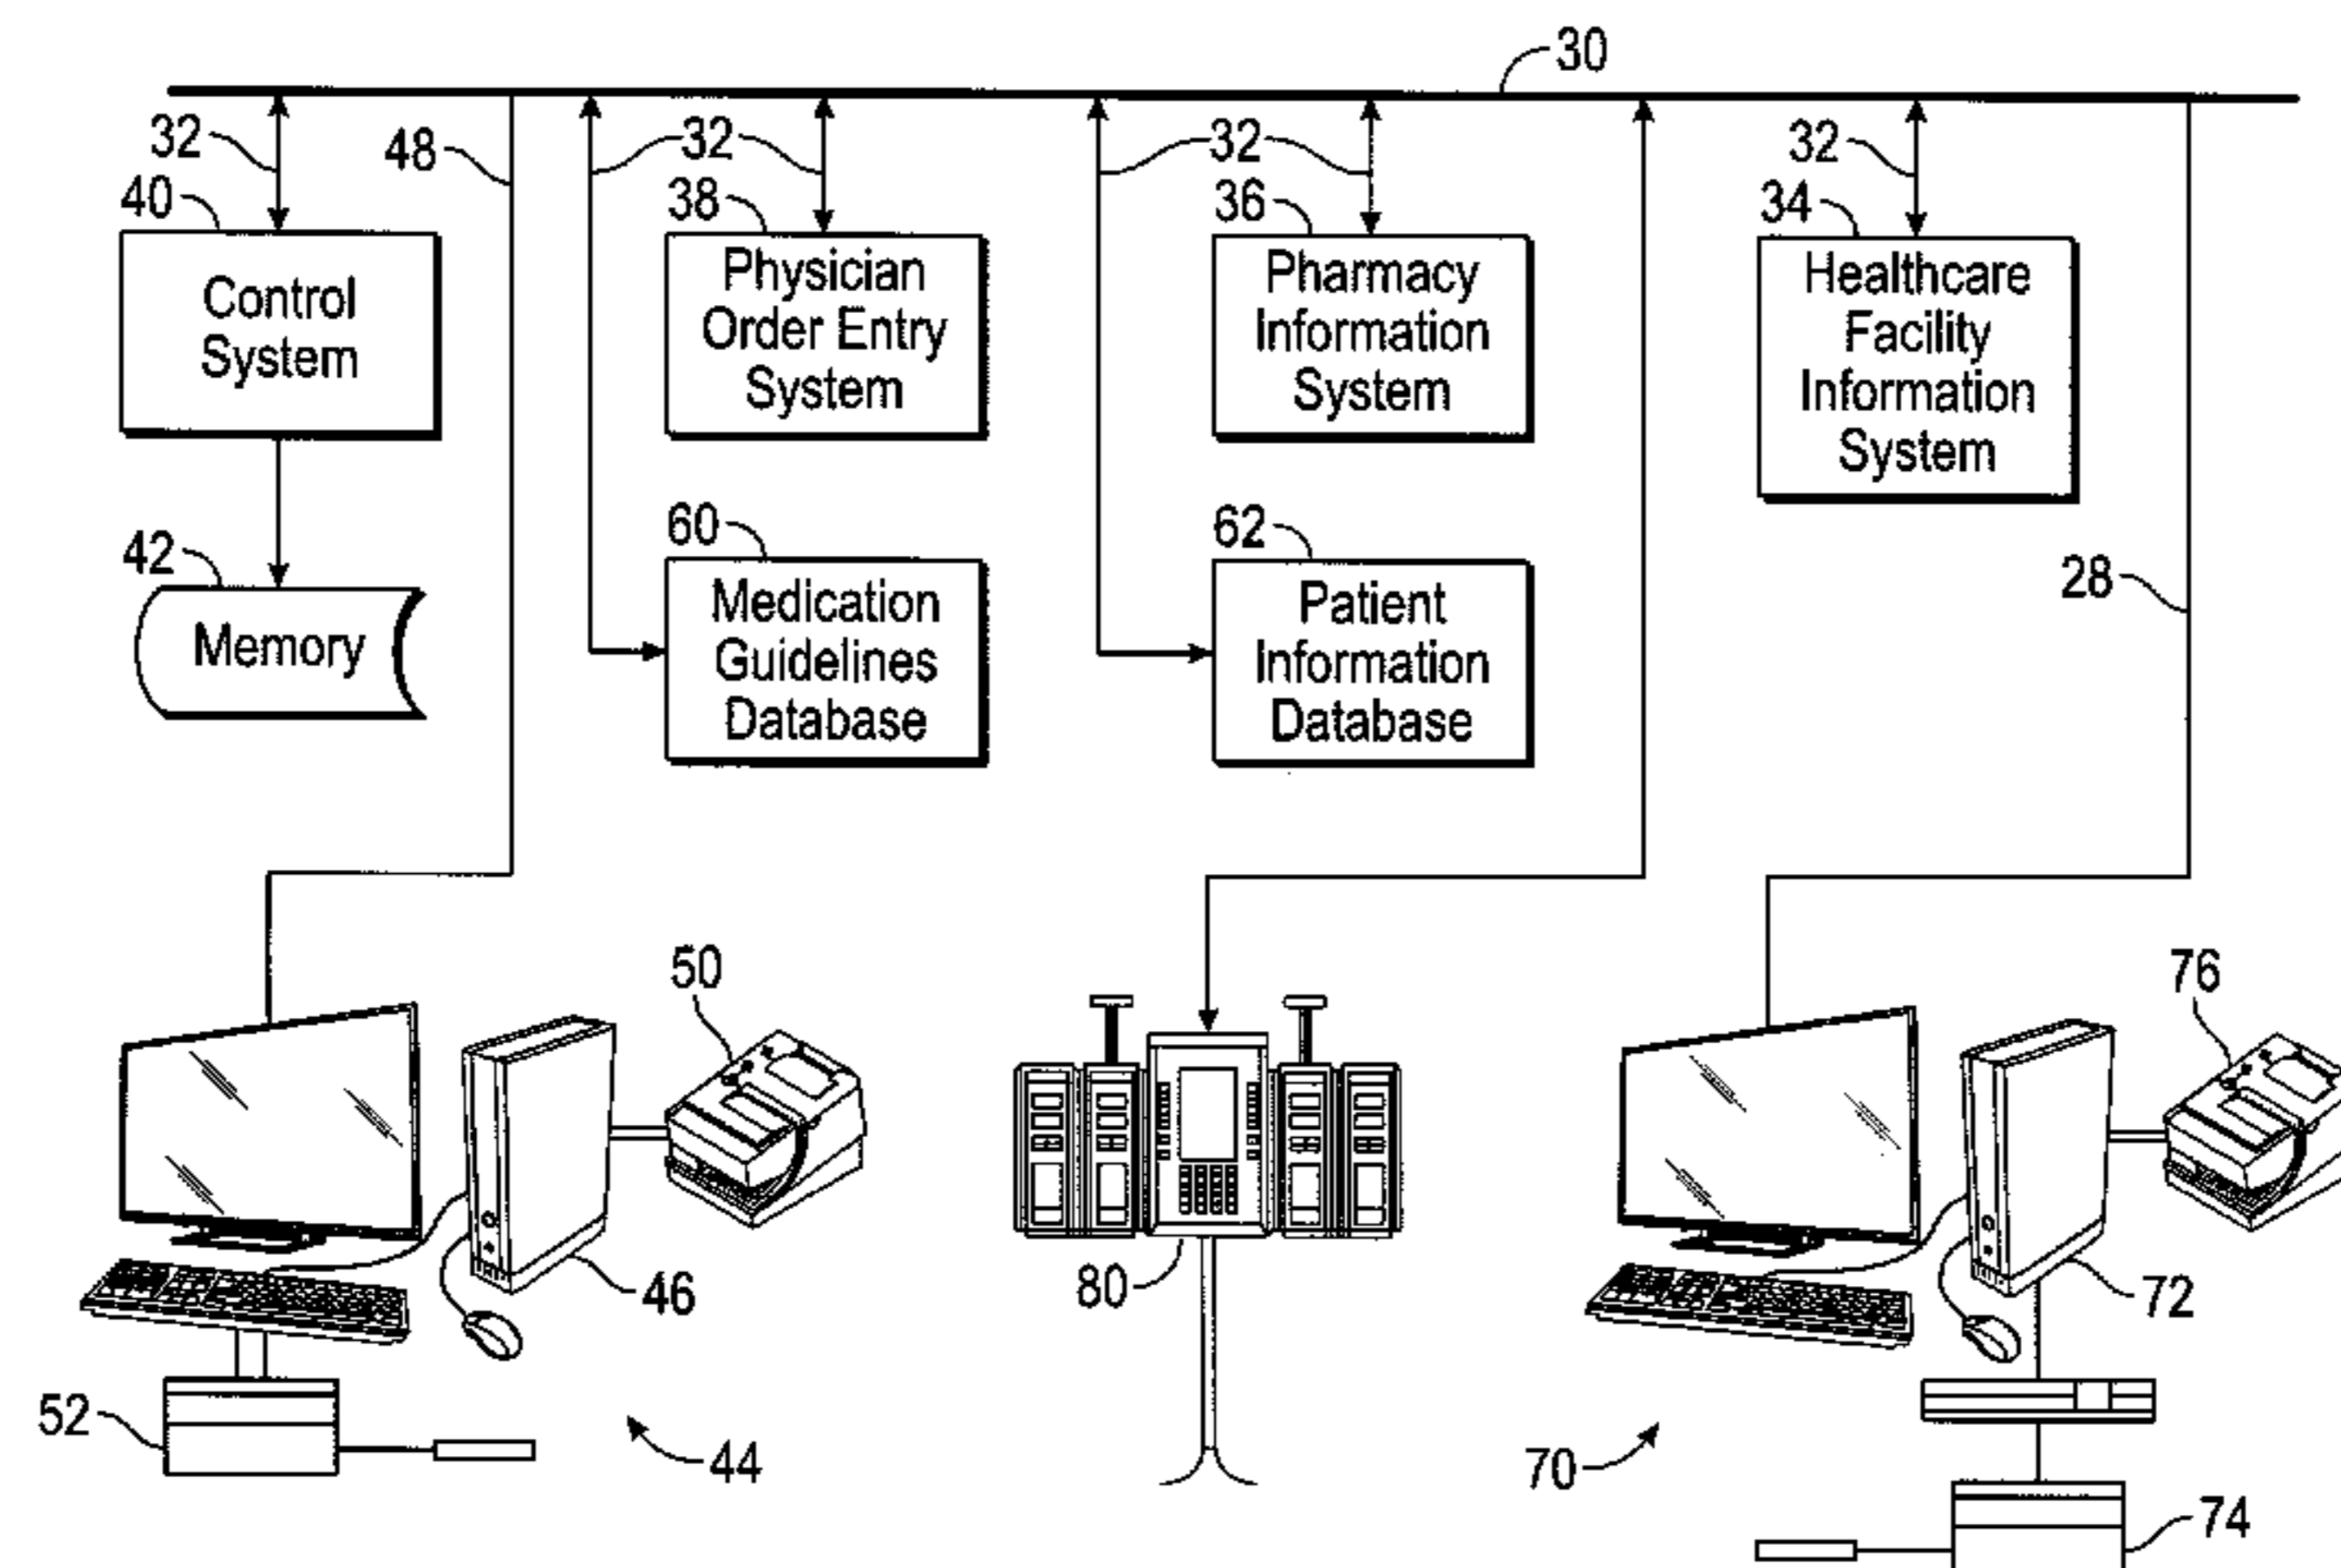 30
32
48
32
32
32
40
Control
System
38
Physician
Order Entry
System
36
Pharmacy
Information
System
34
Healthcare
Facility
Information
System
42
Memory
60
Medication
Guidelines
Database
62
Patient
Information
Database
28
50
76
46
80
72
52
44
70
74